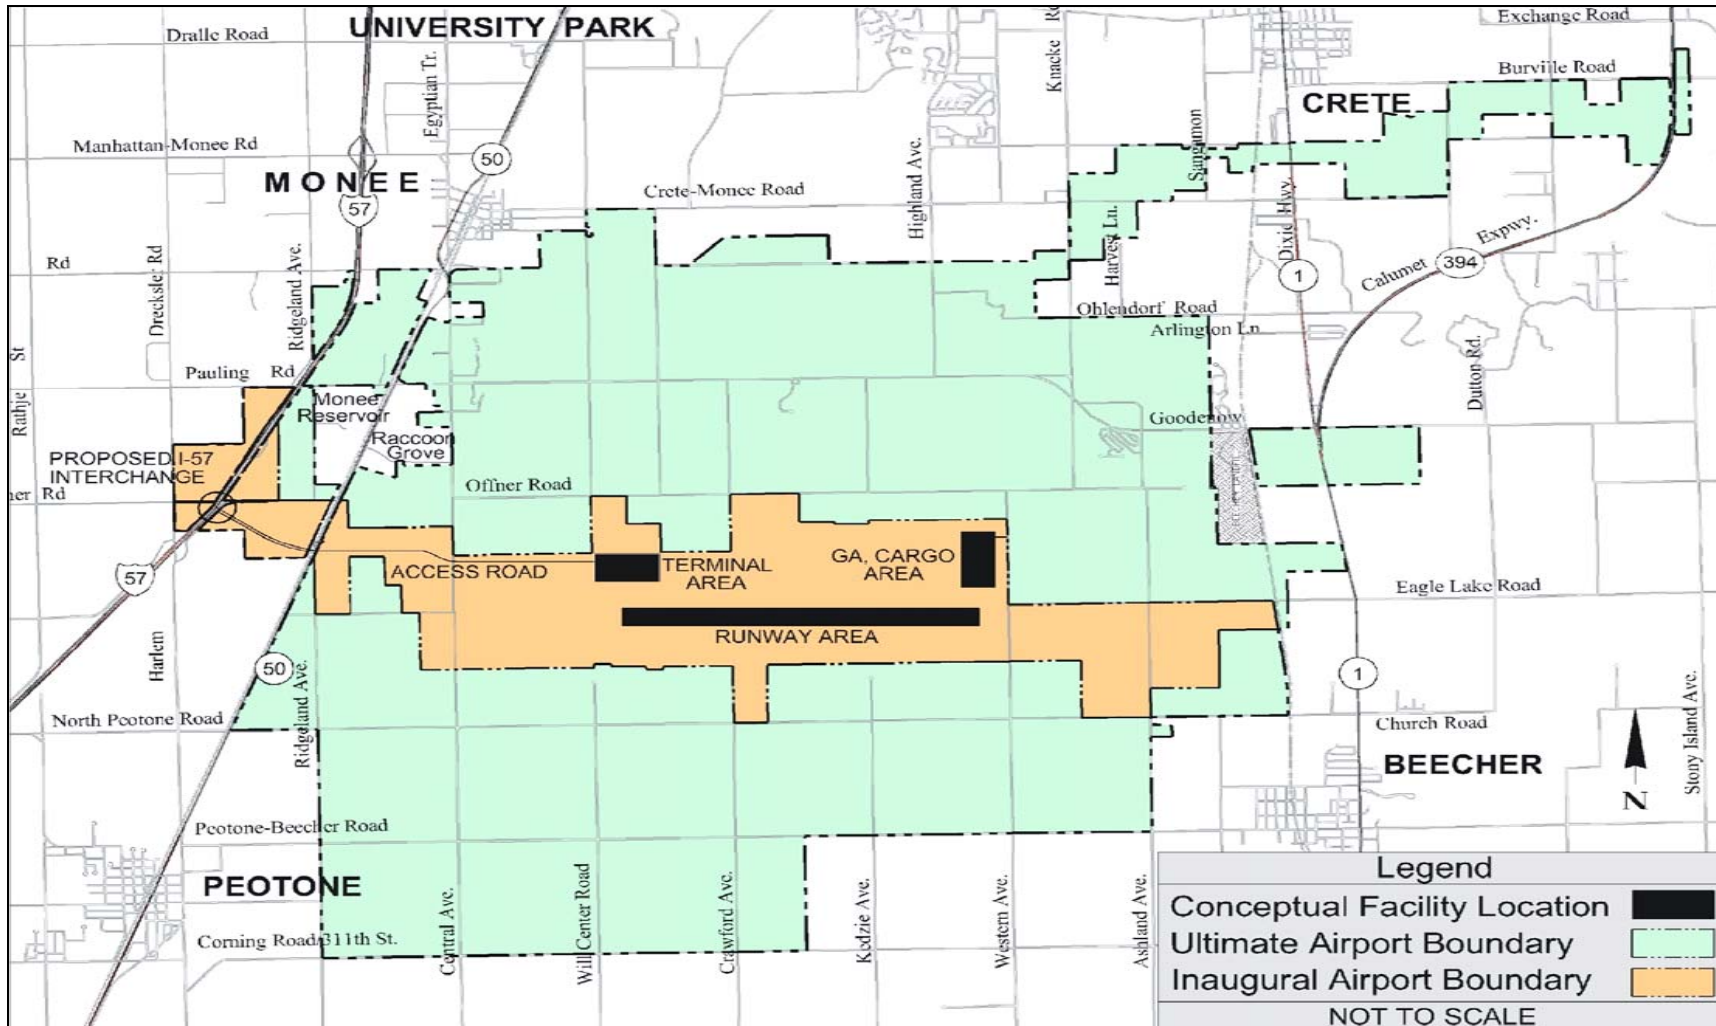 UNIVERSITY PARK
Dralle Road
Exchange Road
Burville Road
Knacke Rd
Egyptian Tr.
CRETE
Manhattan-Monee Rd
50
MONEE
57
Crete-Monee Road
Highland Ave.
Sangamon
Harvest Ln.
Dixie Hwy.
Calumet Expwy.
394
1
Rd
Drecksler Rd
Ridgeland Ave.
Ohlendorf Road
Arlington Ln
Dutton Rd.
Pauling Rd
Rathje St
Monee
Reservoir
Raccoon
Grove
Goodenow
PROPOSED I-57
INTERCHANGE
ner Rd
Offner Road
57
ACCESS ROAD
TERMINAL
AREA
GA, CARGO
AREA
Eagle Lake Road
RUNWAY AREA
Harlem
50
Ridgeland Ave.
1
North Peotone Road
Church Road
Stony Island Ave.
BEECHER
N
Peotone-Beecher Road
PEOTONE
Corning Road/311th St.
Central Ave.
Will Center Road
Crawford Ave.
Kedzie Ave.
Western Ave.
Ashland Ave.
Legend
Conceptual Facility Location
Ultimate Airport Boundary
Inaugural Airport Boundary
NOT TO SCALE